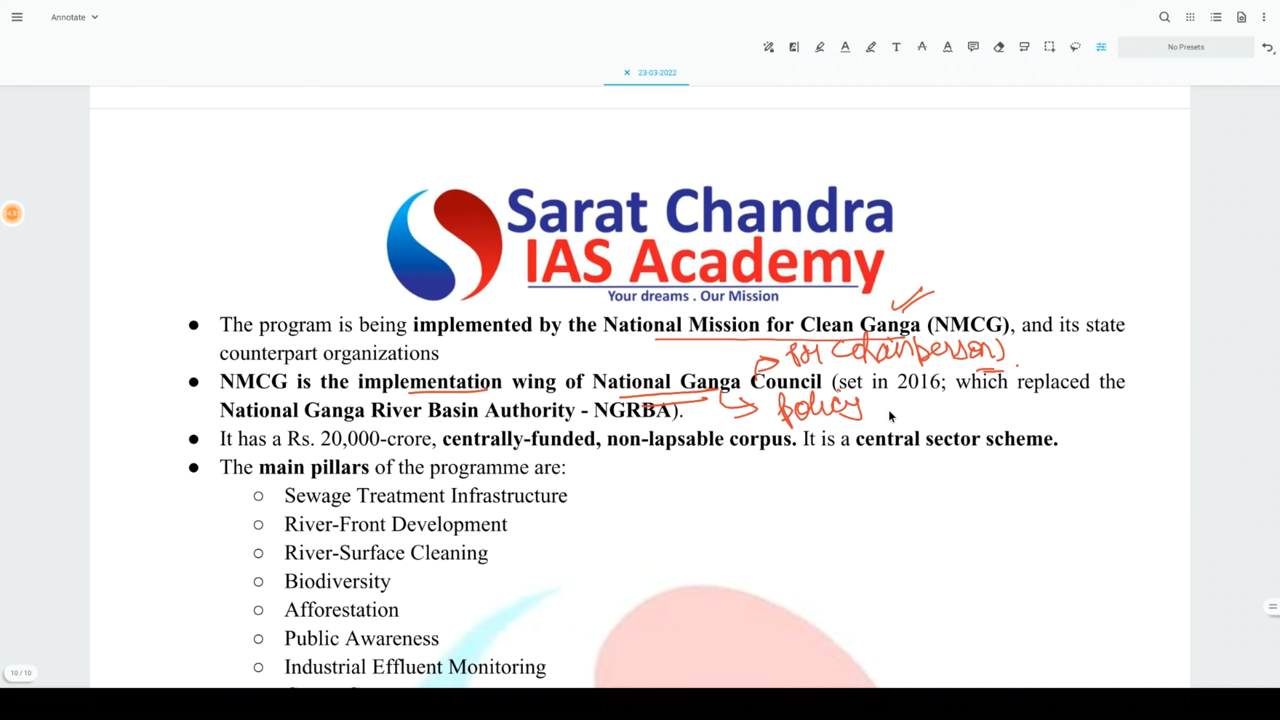 Annotate
No Presets
23-03-2022
Sarat Chandra
IAS Academy
Your dreams . Our Mission
● The program is being implemented by the National Mission for Clean Ganga (NMCG), and its state
counterpart organizations
(chairperson)
● NMCG is the implementation wing of National Ganga Council (set in 2016; which replaced the
National Ganga River Basin Authority - NGRBA).
policy
● It has a Rs. 20,000-crore, centrally-funded, non-lapsable corpus. It is a central sector scheme.
● The main pillars of the programme are:
○ Sewage Treatment Infrastructure
○ River-Front Development
○ River-Surface Cleaning
○ Biodiversity
○ Afforestation
○ Public Awareness
○ Industrial Effluent Monitoring
10 / 10